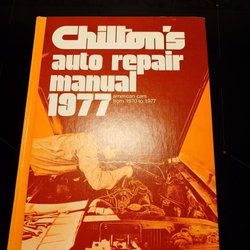 Chilton's
auto repair
manual
1977
american cars
from 1970 to 1977